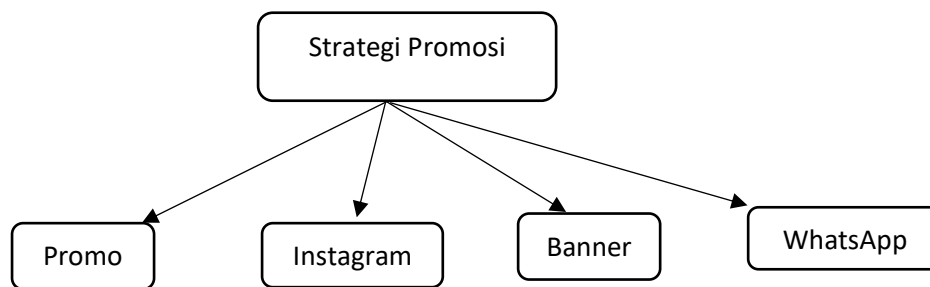 Strategi Promosi
Promo
Instagram
Banner
WhatsApp